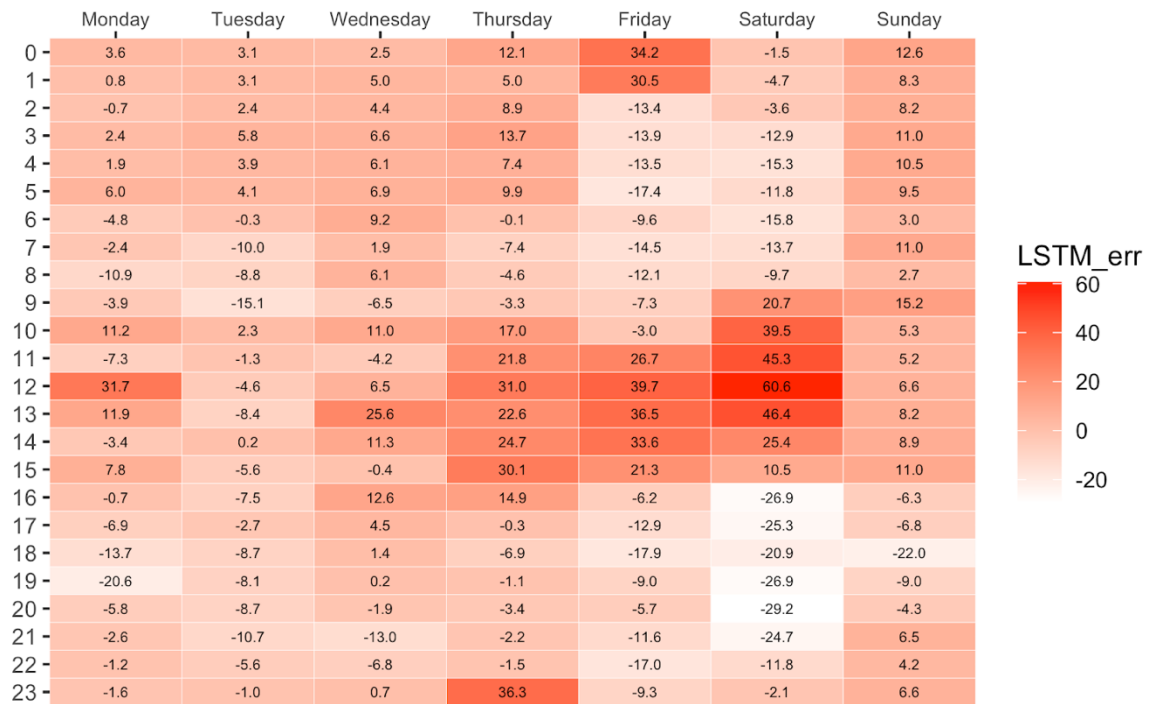 Monday Tuesday Wednesday Thursday Friday Saturday Sunday
0 3.6 3.1 2.5 12.1 34.2 -1.5 12.6
1 0.8 3.1 5.0 5.0 30.5 -4.7 8.3
2 -0.7 2.4 4.4 8.9 -13.4 -3.6 8.2
3 2.4 5.8 6.6 13.7 -13.9 -12.9 11.0
4 1.9 3.9 6.1 7.4 -13.5 -15.3 10.5
5 6.0 4.1 6.9 9.9 -17.4 -11.8 9.5
6 -4.8 -0.3 9.2 -0.1 -9.6 -15.8 3.0
7 -2.4 -10.0 1.9 -7.4 -14.5 -13.7 11.0
8 -10.9 -8.8 6.1 -4.6 -12.1 -9.7 2.7
9 -3.9 -15.1 -6.5 -3.3 -7.3 20.7 15.2
10 11.2 2.3 11.0 17.0 -3.0 39.5 5.3
11 -7.3 -1.3 -4.2 21.8 26.7 45.3 5.2
12 31.7 -4.6 6.5 31.0 39.7 60.6 6.6
13 11.9 -8.4 25.6 22.6 36.5 46.4 8.2
14 -3.4 0.2 11.3 24.7 33.6 25.4 8.9
15 7.8 -5.6 -0.4 30.1 21.3 10.5 11.0
16 -0.7 -7.5 12.6 14.9 -6.2 -26.9 -6.3
17 -6.9 -2.7 4.5 -0.3 -12.9 -25.3 -6.8
18 -13.7 -8.7 1.4 -6.9 -17.9 -20.9 -22.0
19 -20.6 -8.1 0.2 -1.1 -9.0 -26.9 -9.0
20 -5.8 -8.7 -1.9 -3.4 -5.7 -29.2 -4.3
21 -2.6 -10.7 -13.0 -2.2 -11.6 -24.7 6.5
22 -1.2 -5.6 -6.8 -1.5 -17.0 -11.8 4.2
23 -1.6 -1.0 0.7 36.3 -9.3 -2.1 6.6
LSTM_err
60
40
20
0
-20